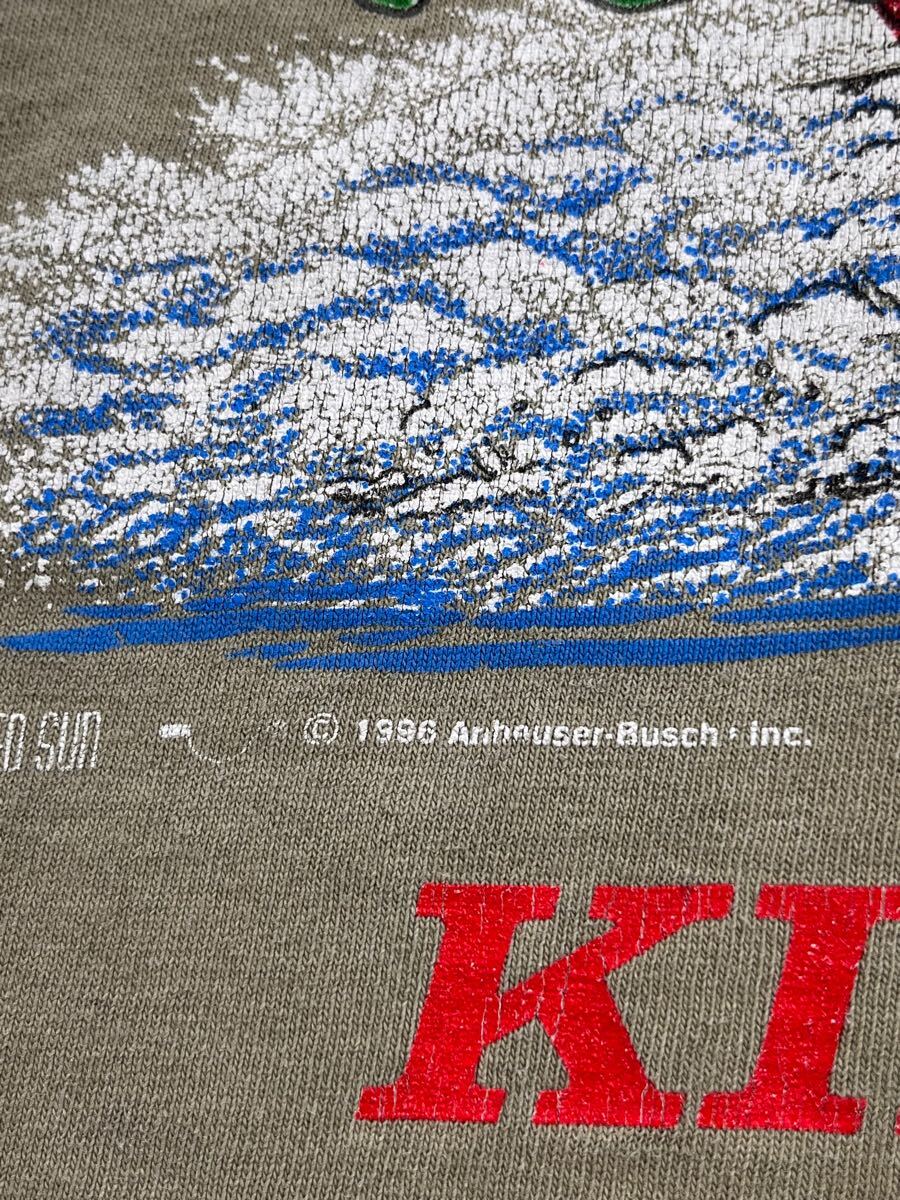 SUN © 1996 Anheuser-Busch, Inc.
KI